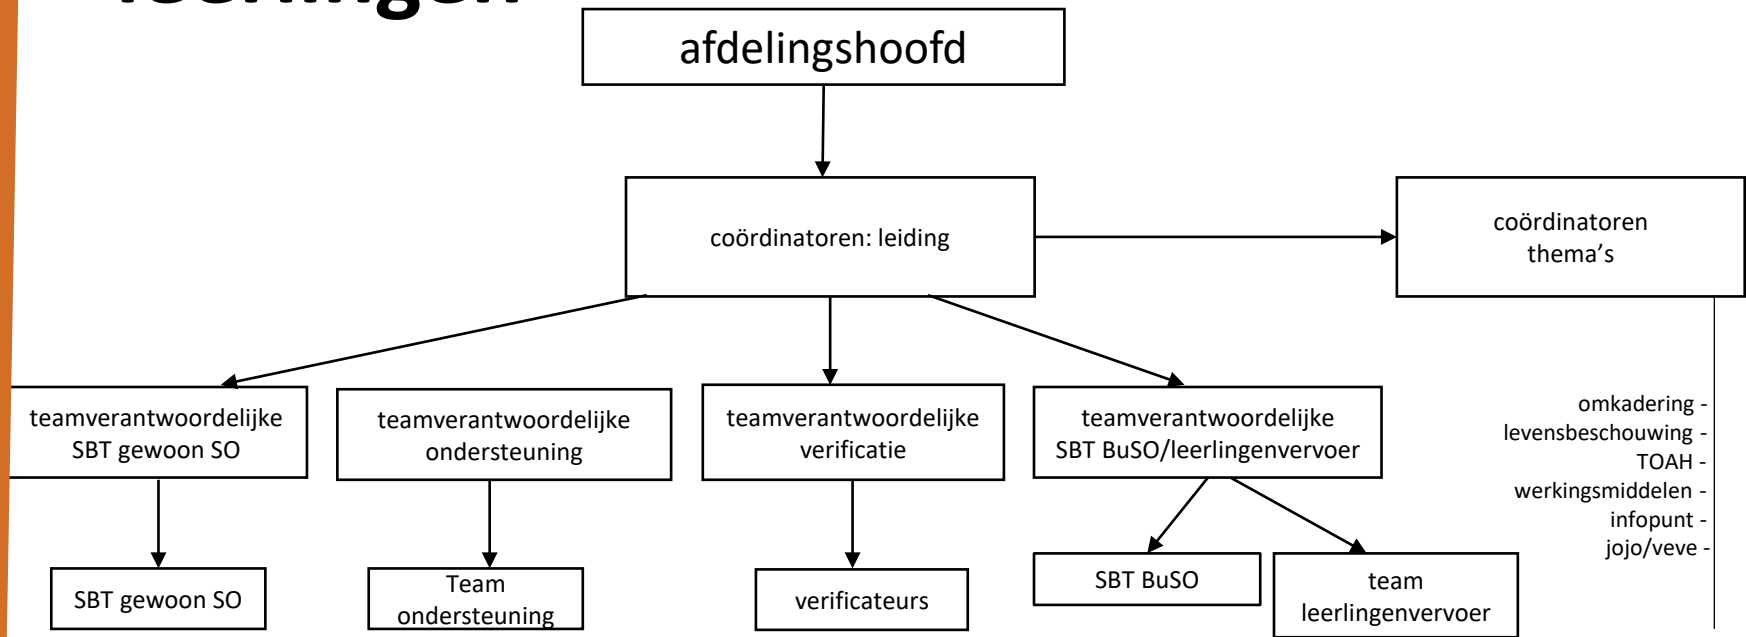 leerlingen
afdelingshoofd
coördinatoren: leiding
coördinatoren
thema's
teamverantwoordelijke
SBT gewoon SO
teamverantwoordelijke
ondersteuning
teamverantwoordelijke
verificatie
teamverantwoordelijke
SBT BuSO/leerlingenvervoer
omkadering -
levensbeschouwing -
TOAH -
werkingsmiddelen -
infopunt -
jojo/veve -
SBT gewoon SO
Team
ondersteuning
verificateurs
SBT BuSO
team
leerlingenvervoer